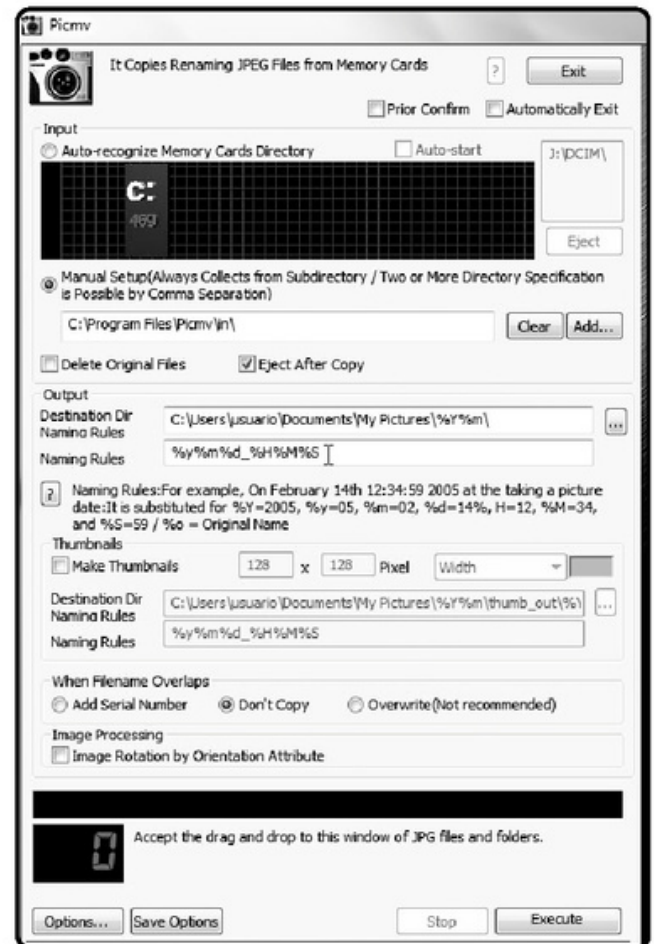 Picmv
It Copies Renaming JPEG Files from Memory Cards
?
Exit
Prior Confirm
Automatically Exit
Input
Auto-recognize Memory Cards Directory
Auto-start
J:\DCIM\
C:
469
Eject
Manual Setup(Always Collects from Subdirectory / Two or More Directory Specification
is Possible by Comma Separation)
C:\Program Files\Picmv\in\
Clear
Add...
Delete Original Files
Eject After Copy
Output
Destination Dir
Naming Rules
C:\Users\usuario\Documents\My Pictures\%Y%m\
...
Naming Rules
%y%m%d_%H%M%S
?
Naming Rules:For example, On February 14th 12:34:59 2005 at the taking a picture
date:It is substituted for %Y=2005, %y=05, %m=02, %d=14%, H=12, %M=34,
and %S=59 / %o = Original Name
Thumbnails
Make Thumbnails
128
x
128
Pixel
Width
Destination Dir
Naming Rules
C:\Users\usuario\Documents\My Pictures\%Y%m\thumb_out\%\
...
Naming Rules
%y%m%d_%H%M%S
When Filename Overlaps
Add Serial Number
Don't Copy
Overwrite(Not recommended)
Image Processing
Image Rotation by Orientation Attribute
0
Accept the drag and drop to this window of JPG files and folders.
Options...
Save Options
Stop
Execute